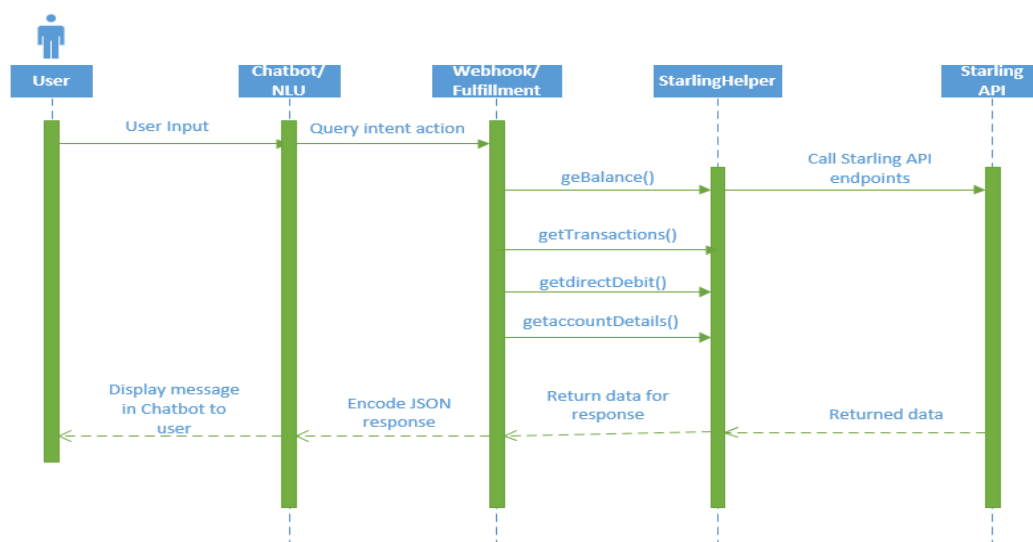 User
Chatbot/
NLU
Webhook/
Fulfillment
StarlingHelper
Starling
API
User Input
Query intent action
geBalance()
Call Starling API
endpoints
getTransactions()
getdirectDebit()
getaccountDetails()
Display message
in Chatbot to
user
Encode JSON
response
Return data for
response
Returned data